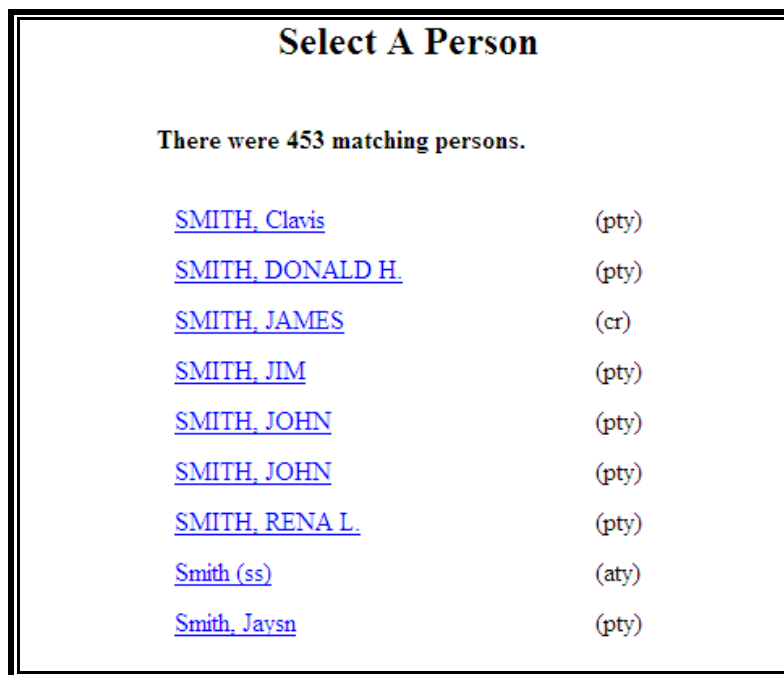 Select A Person
There were 453 matching persons.
SMITH, Clavis (pty)
SMITH, DONALD H. (pty)
SMITH, JAMES (cr)
SMITH, JIM (pty)
SMITH, JOHN (pty)
SMITH, JOHN (pty)
SMITH, RENA L. (pty)
Smith (ss) (aty)
Smith, Jaysn (pty)